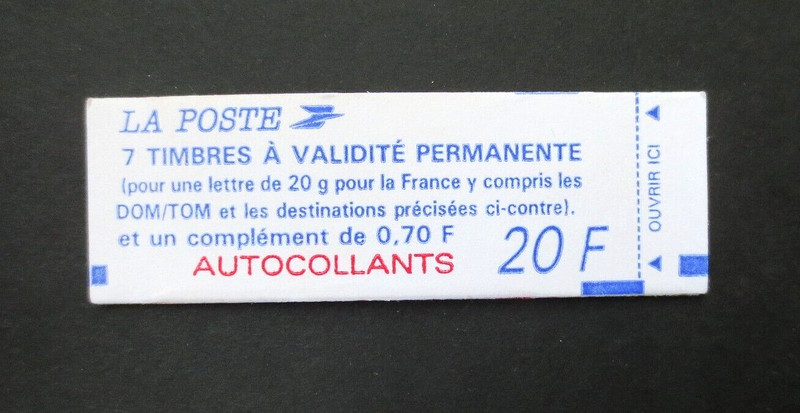 LA POSTE
7 TIMBRES À VALIDITÉ PERMANENTE
(pour une lettre de 20 g pour la France y compris les
DOM/TOM et les destinations précisées ci-contre).
et un complément de 0,70 F
AUTOCOLLANTS
20 F
OUVRIR ICI